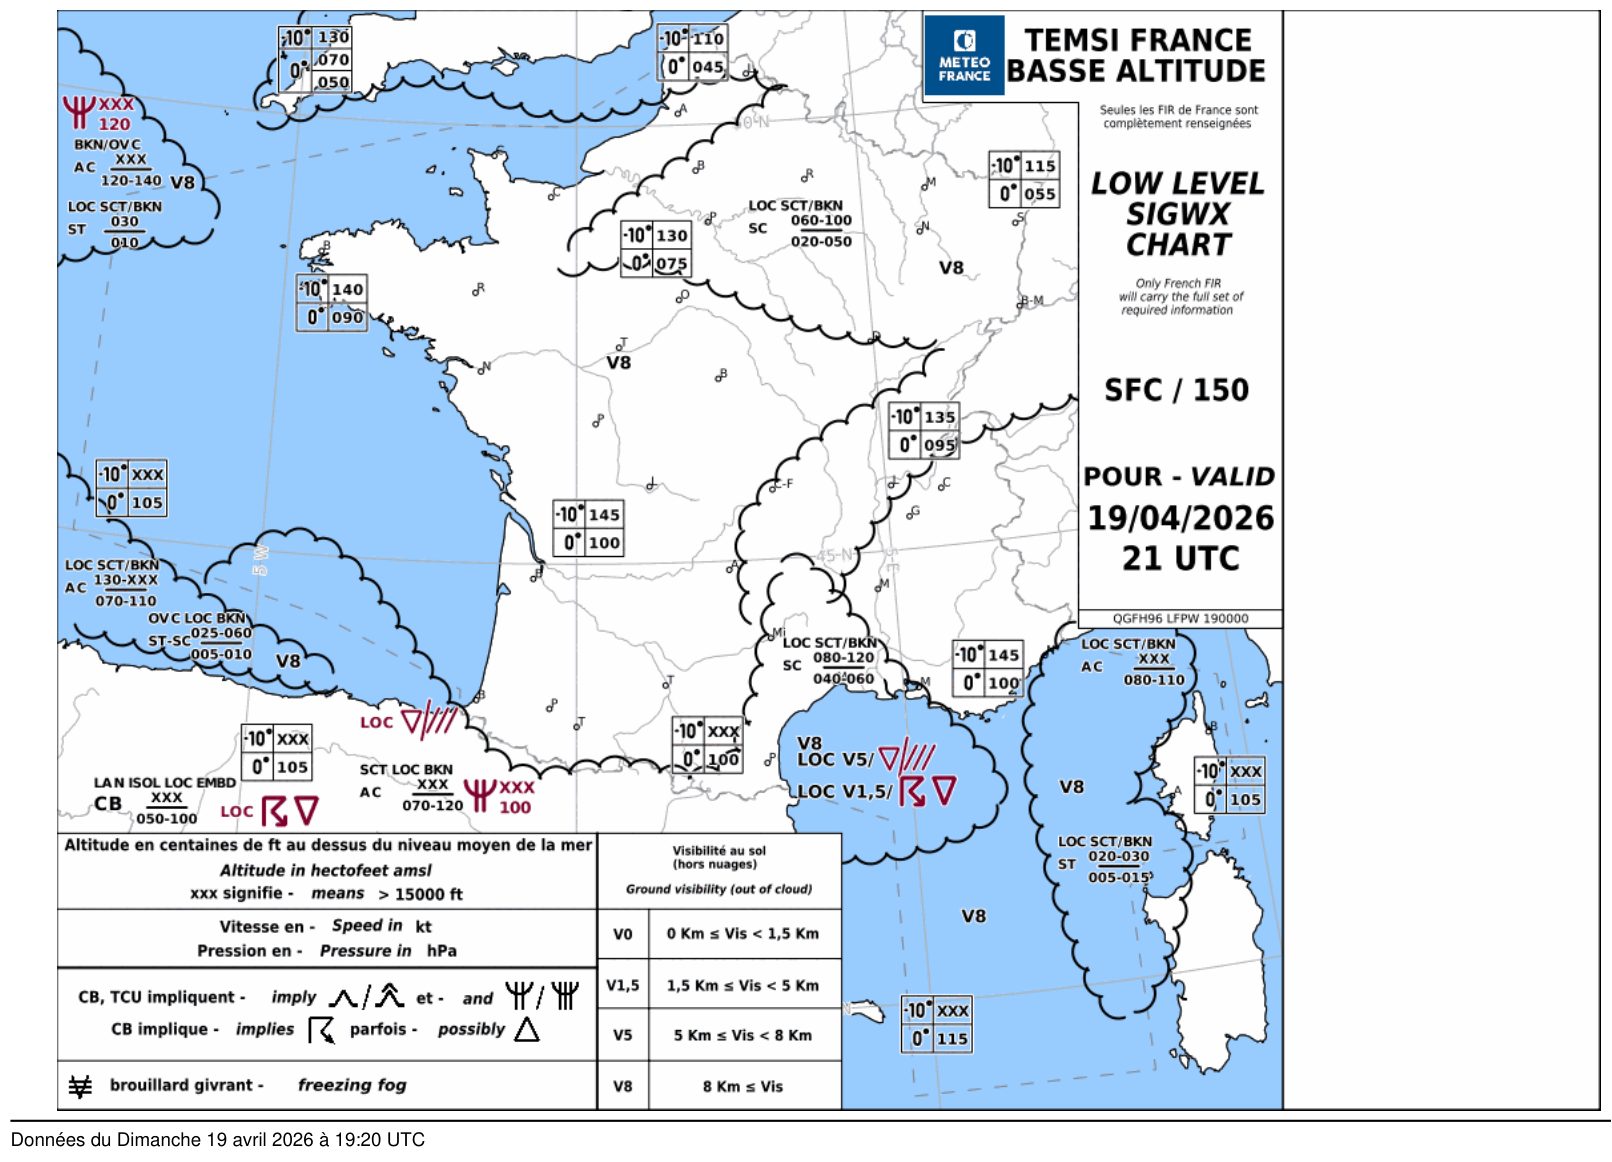 TEMSI FRANCE
BASSE ALTITUDE
METEO
FRANCE
Seules les FIR de France sont
complètement renseignées
LOW LEVEL
SIGWX
CHART
Only French FIR
will carry the full set of
required information
SFC / 150
POUR - VALID
19/04/2026
21 UTC
QGFH96 LFPW 190000
-10° 130
0° 070
050
-10° 110
0° 045
XXX
120
BKN/OVC
AC XXX
120-140
V8
LOC SCT/BKN
ST 030
010
-10° 115
0° 055
LOC SCT/BKN
SC 060-100
020-050
V8
-10° 130
0° 075
-10° 140
0° 090
V8
-10° 135
0° 095
-10° XXX
0° 105
-10° 145
0° 100
45 N
5 W
LOC SCT/BKN
AC 130-XXX
070-110
OVC LOC BKN
ST-SC 025-060
005-010
V8
LOC SCT/BKN
SC 080-120
040-060
-10° 145
0° 100
LOC SCT/BKN
AC XXX
080-110
LOC
-10° XXX
0° 105
-10° XXX
0° 100
V8
LOC V5/
LOC V1,5/
V8
-10° XXX
0° 105
LAN ISOL LOC EMBD
CB XXX
050-100
LOC
SCT LOC BKN
AC XXX
070-120
XXX
100
LOC SCT/BKN
ST 020-030
005-015
V8
-10° XXX
0° 115
A
C
B
C
R
P
M
N
S
B
R
O
B-M
D
T
N
B
P
L
C-F
L
C
G
B
A
M
Mi
M
B
P
T
T
P
B
A
Altitude en centaines de ft au dessus du niveau moyen de la mer
Altitude in hectofeet amsl
xxx signifie - means > 15000 ft
Vitesse en - Speed in kt
Pression en - Pressure in hPa
CB, TCU impliquent - imply / et - and /
CB implique - implies parfois - possibly
brouillard givrant - freezing fog
Visibilité au sol
(hors nuages)
Ground visibility (out of cloud)
V0 0 Km ≤ Vis < 1,5 Km
V1,5 1,5 Km ≤ Vis < 5 Km
V5 5 Km ≤ Vis < 8 Km
V8 8 Km ≤ Vis
Données du Dimanche 19 avril 2026 à 19:20 UTC